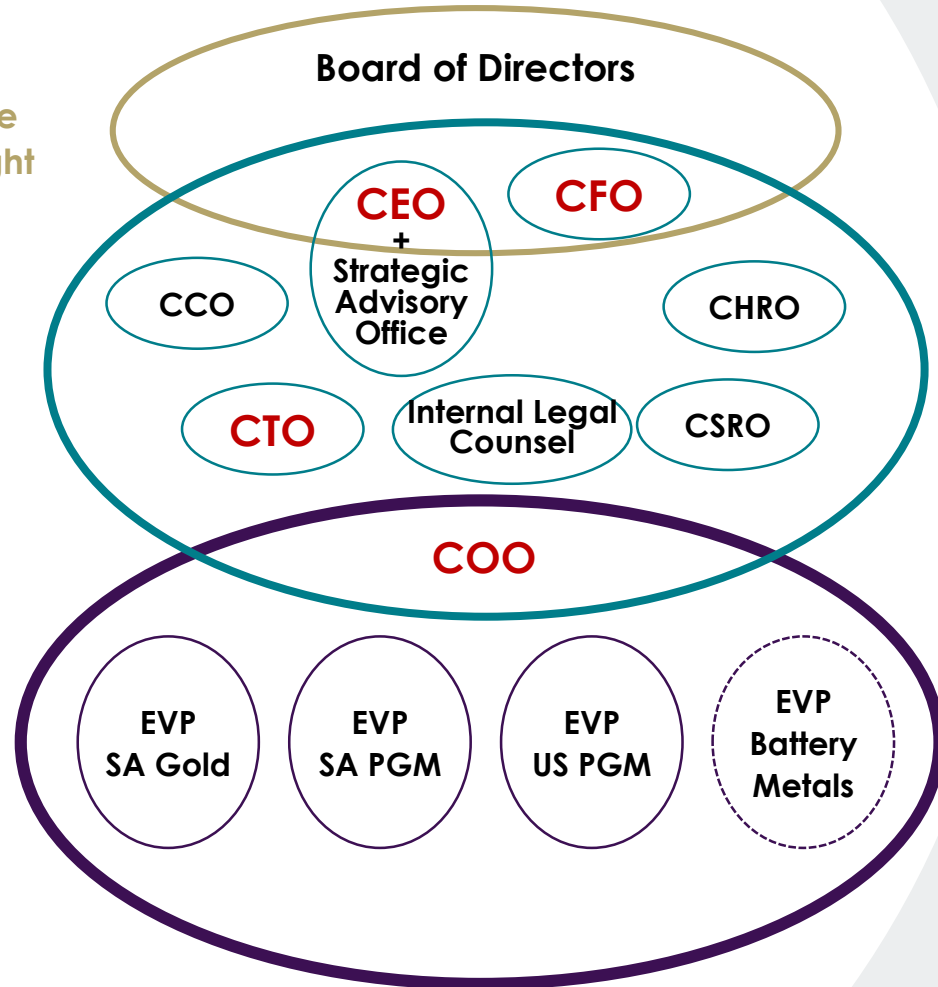 Board of Directors
CEO
+
Strategic
Advisory
Office
CFO
CCO
CHRO
CTO
Internal Legal
Counsel
CSRO
COO
EVP
SA Gold
EVP
SA PGM
EVP
US PGM
EVP
Battery
Metals